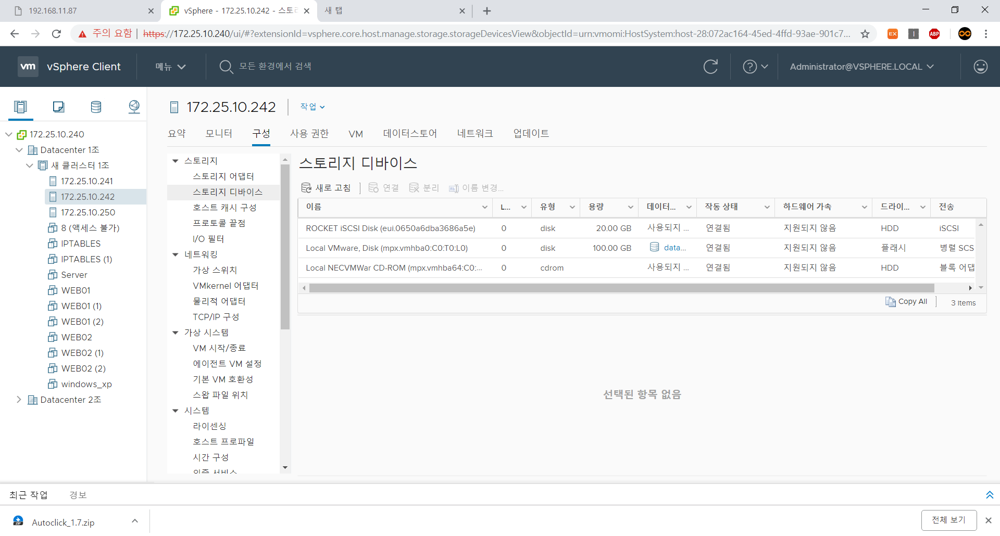 192.168.11.87
vSphere - 172.25.10.242 - 스토리
새 탭
주의 요함 | https://172.25.10.240/ui/#?extensionId=vsphere.core.host.manage.storage.storageDevicesView&objectId=urn:vmomi:HostSystem:host-28:072ac164-45ed-4ffd-93ae-901c7...
EX
ABP
vm vSphere Client
메뉴
모든 환경에서 검색
Administrator@VSPHERE.LOCAL
172.25.10.242
작업
요약 모니터 구성 사용 권한 VM 데이터스토어 네트워크 업데이트
172.25.10.240
Datacenter 1조
새 클러스터 1조
172.25.10.241
172.25.10.242
172.25.10.250
8 (액세스 불가)
IPTABLES
IPTABLES (1)
Server
WEB01
WEB01 (1)
WEB01 (2)
WEB02
WEB02 (1)
WEB02 (2)
windows_xp
Datacenter 2조
스토리지
스토리지 어댑터
스토리지 디바이스
호스트 캐시 구성
프로토콜 끝점
I/O 필터
네트워킹
가상 스위치
VMkernel 어댑터
물리적 어댑터
TCP/IP 구성
가상 시스템
VM 시작/종료
에이전트 VM 설정
기본 VM 호환성
스왑 파일 위치
시스템
라이센싱
호스트 프로파일
시간 구성
인증 서비스
스토리지 디바이스
새로 고침 연결 분리 이름 변경...
이름 L... 유형 용량 데이터... 작동 상태 하드웨어 가속 드라이... 전송
ROCKET iSCSI Disk (eui.0650a6dba3686a5e) 0 disk 20.00 GB 사용되지 ... 연결됨 지원되지 않음 HDD iSCSI
Local VMware, Disk (mpx.vmhba0:C0:T0:L0) 0 disk 100.00 GB data... 연결됨 지원되지 않음 플래시 병렬 SCS
Local NECVMWar CD-ROM (mpx.vmhba64:C0:... 0 cdrom 사용되지 ... 연결됨 지원되지 않음 HDD 블록 어댑
Copy All 3 items
선택된 항목 없음
최근 작업 경보
ZIP
Autoclick_1.7.zip
전체 보기